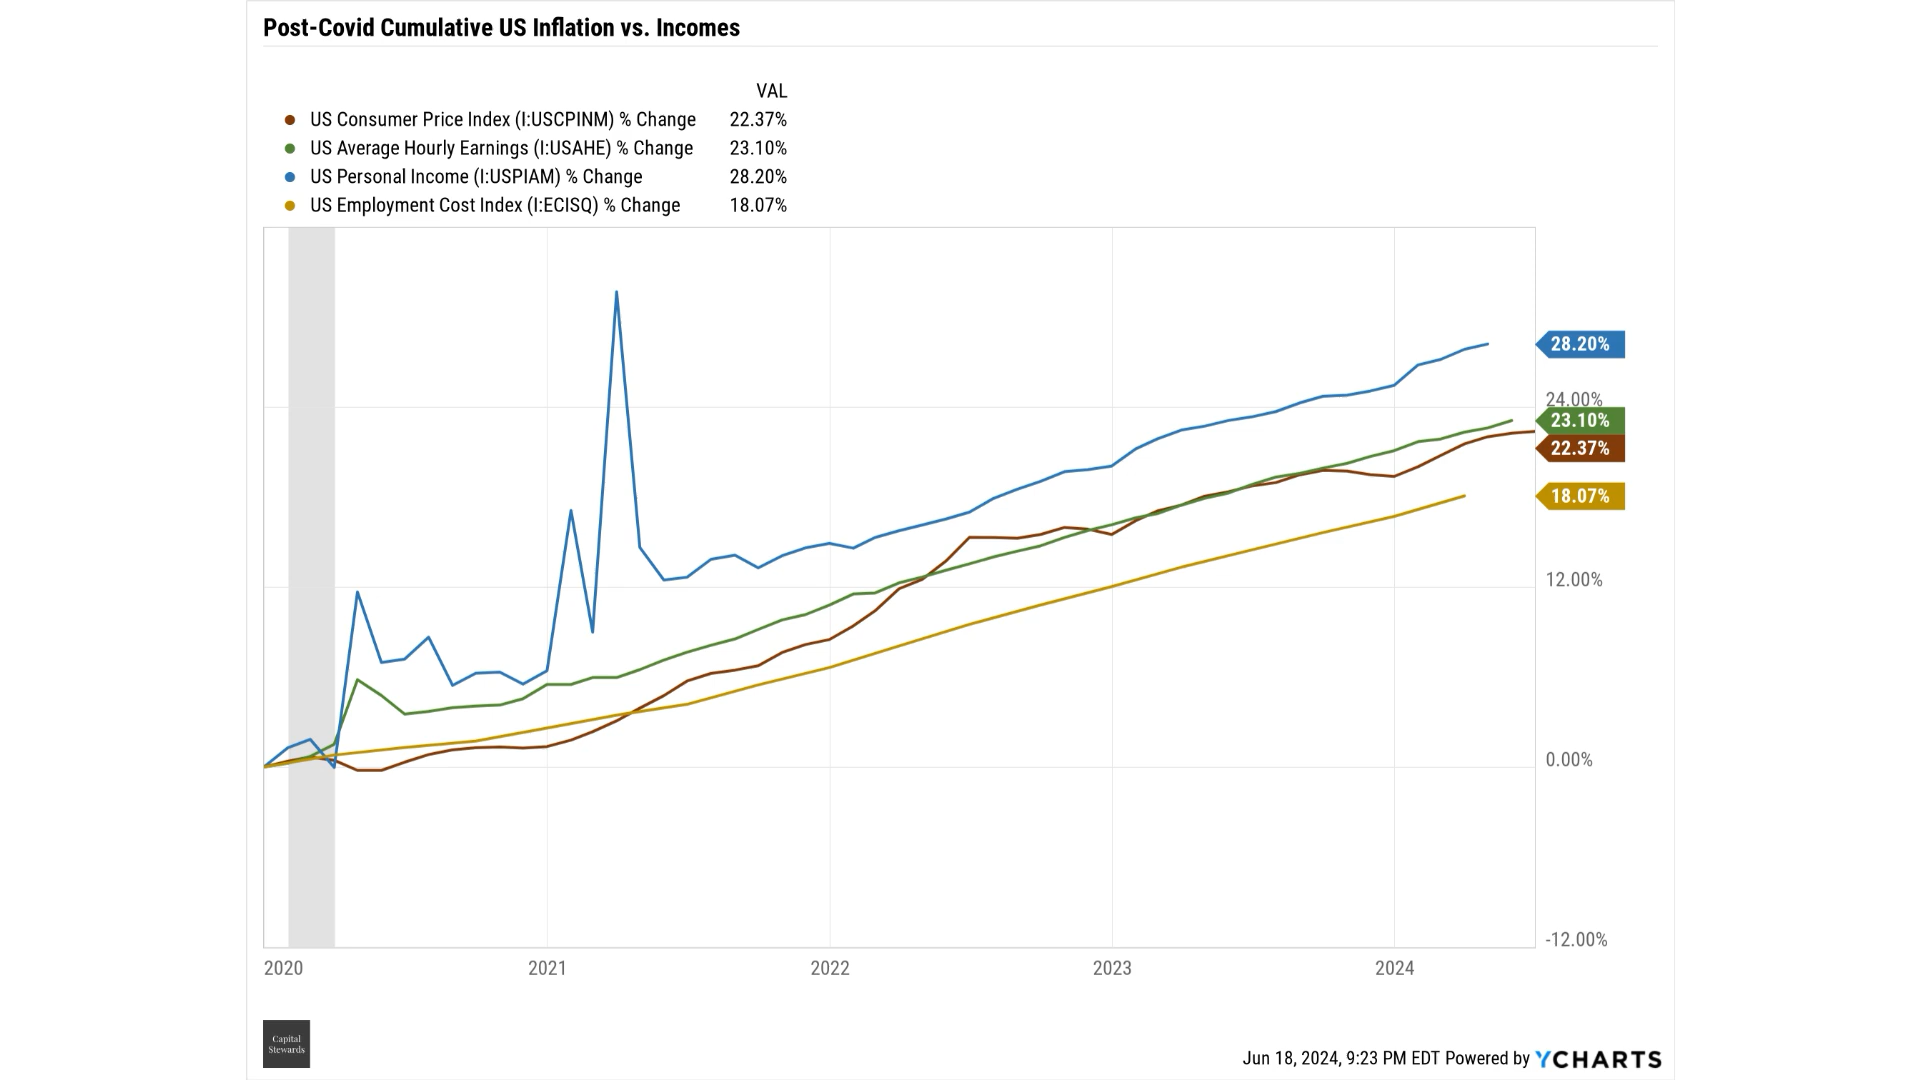 Post-Covid Cumulative US Inflation vs. Incomes
VAL
US Consumer Price Index (I:USCPINM) % Change 22.37%
US Average Hourly Earnings (I:USAHE) % Change 23.10%
US Personal Income (I:USPIAM) % Change 28.20%
US Employment Cost Index (I:ECISQ) % Change 18.07%
28.20%
24.00%
23.10%
22.37%
18.07%
12.00%
0.00%
-12.00%
2020 2021 2022 2023 2024
Capital
Stewards
Jun 18, 2024, 9:23 PM EDT Powered by YCHARTS